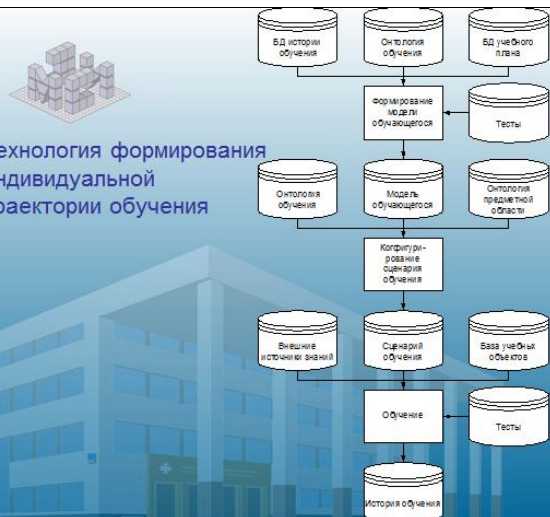 ехнология формирования
ндивидуальной
раектории обучения
БД истории
обучения
Онтология
обучения
БД учебного
плана
Формирование
модели
обучающегося
Тесты
Онтология
обучения
Модель
обучающегося
Онтология
предметной
области
Конфигури-
рование
сценария
обучения
Внешние
источники знаний
Сценарий
обучения
База учебных
объектов
Обучение
Тесты
История обучения